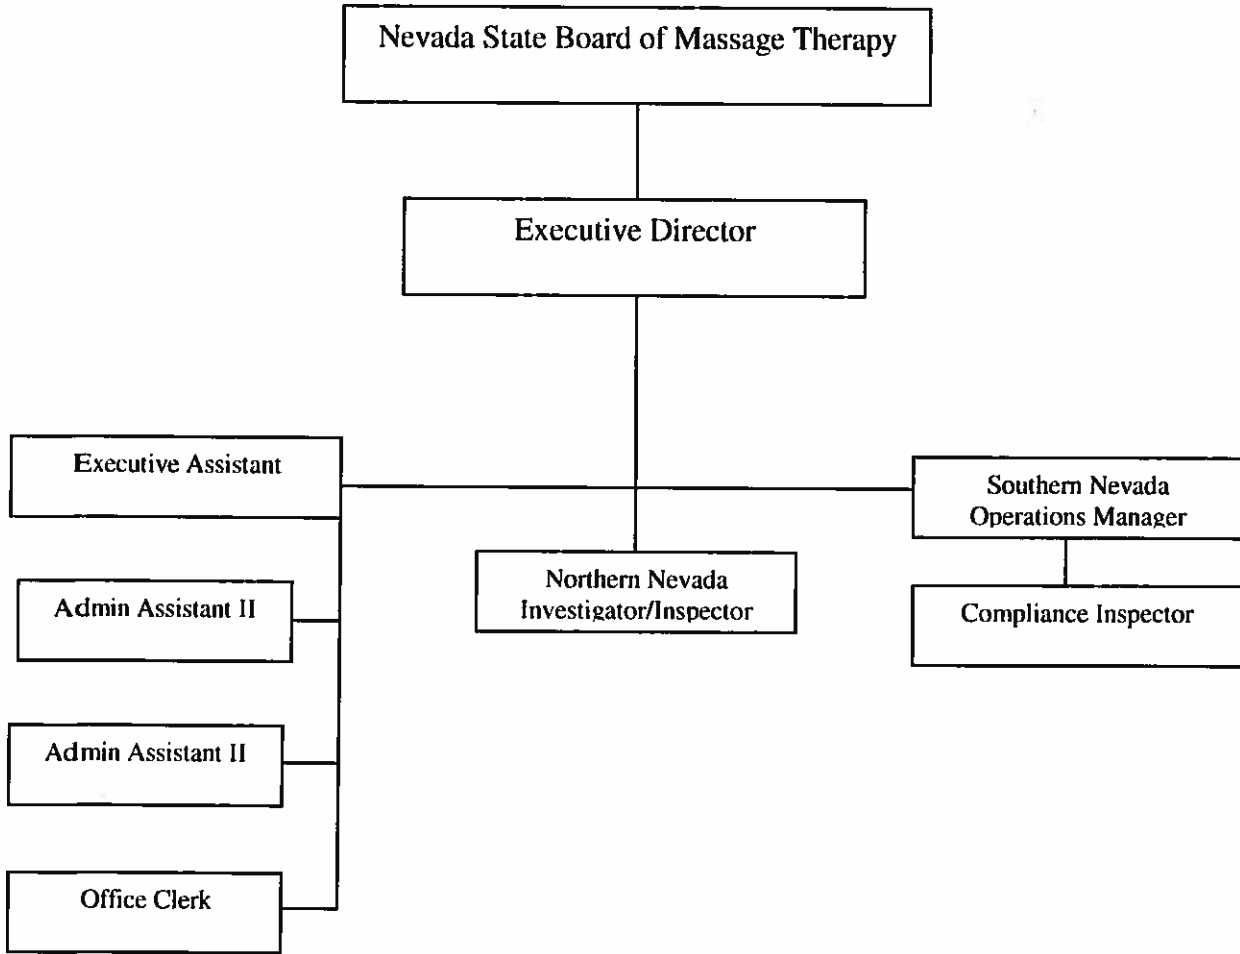 Nevada State Board of Massage Therapy
Executive Director
Executive Assistant
Southern Nevada
Operations Manager
Northern Nevada
Investigator/Inspector
Admin Assistant II
Compliance Inspector
Admin Assistant II
Office Clerk